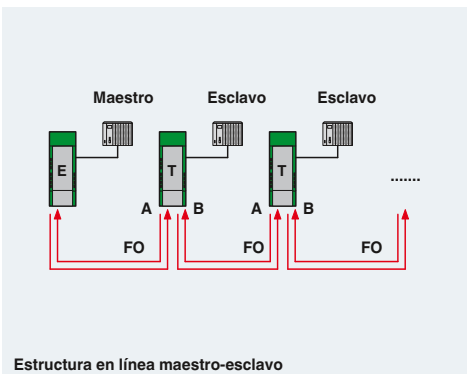 Maestro Esclavo Esclavo
E T T
.......
A B A B
FO FO FO
Estructura en línea maestro-esclavo